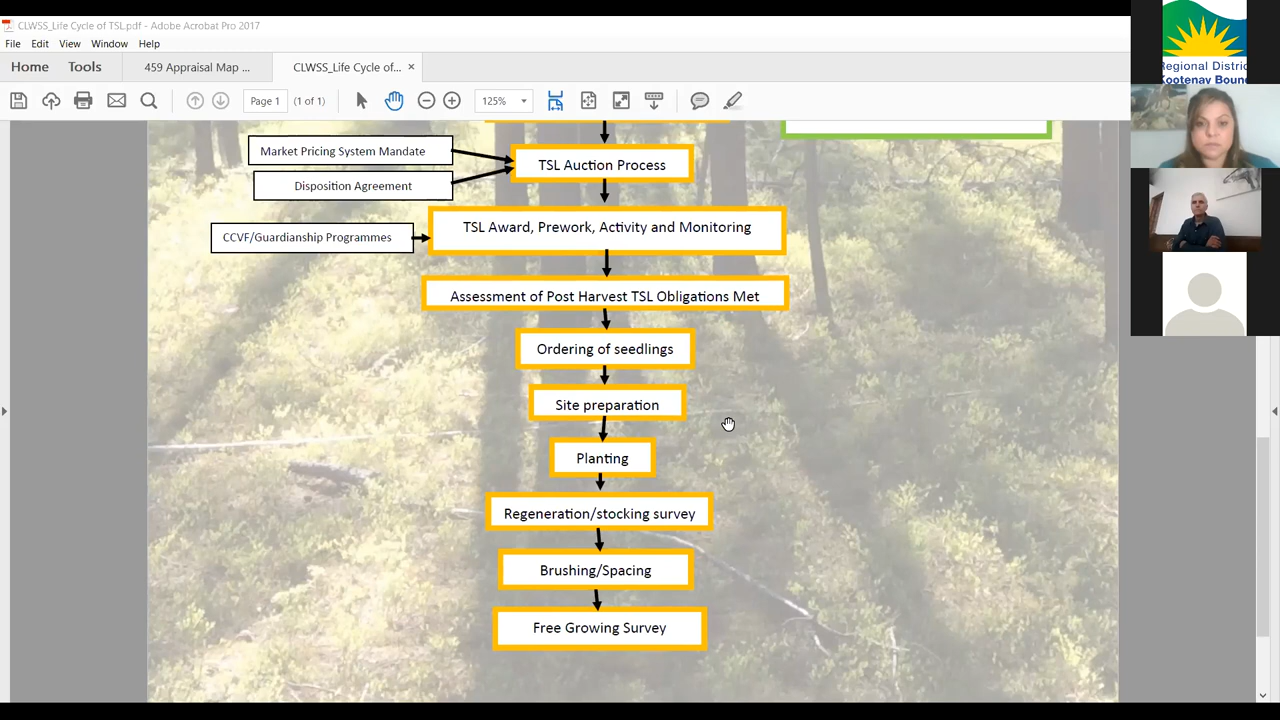 CLWSS_Life Cycle of TSL.pdf - Adobe Acrobat Pro 2017
File Edit View Window Help
Home Tools 459 Appraisal Map ... CLWSS_Life Cycle of... ×
Page 1 (1 of 1) 125%
Regional Distric
Kootenay Bound
Market Pricing System Mandate
TSL Auction Process
Disposition Agreement
TSL Award, Prework, Activity and Monitoring
CCVF/Guardianship Programmes
Assessment of Post Harvest TSL Obligations Met
Ordering of seedlings
Site preparation
Planting
Regeneration/stocking survey
Brushing/Spacing
Free Growing Survey